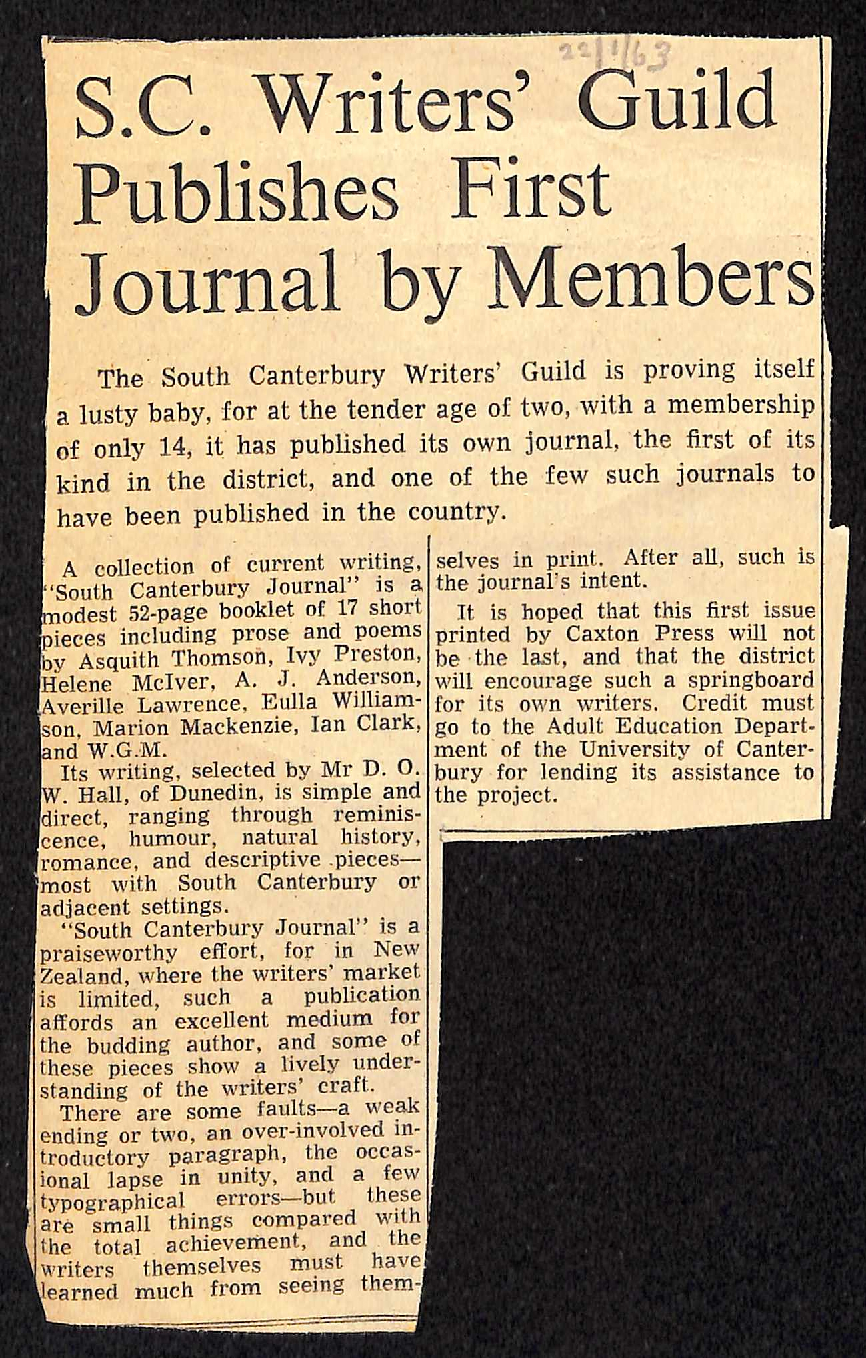 22/1/63
S.C. Writers' Guild
Publishes First
Journal by Members
The South Canterbury Writers' Guild is proving itself
a lusty baby, for at the tender age of two, with a membership
of only 14, it has published its own journal, the first of its
kind in the district, and one of the few such journals to
have been published in the country.
A collection of current writing,
"South Canterbury Journal" is a
modest 52-page booklet of 17 short
pieces including prose and poems
by Asquith Thomson, Ivy Preston,
Helene McIver, A. J. Anderson,
Averille Lawrence, Eulla William-
son, Marion Mackenzie, Ian Clark,
and W.G.M.
Its writing, selected by Mr D. O.
W. Hall, of Dunedin, is simple and
direct, ranging through reminis-
cence, humour, natural history,
romance, and descriptive pieces—
most with South Canterbury or
adjacent settings.
"South Canterbury Journal" is a
praiseworthy effort, for in New
Zealand, where the writers' market
is limited, such a publication
affords an excellent medium for
the budding author, and some of
these pieces show a lively under-
standing of the writers' craft.
There are some faults—a weak
ending or two, an over-involved in-
troductory paragraph, the occas-
ional lapse in unity, and a few
typographical errors—but these
are small things compared with
the total achievement, and the
writers themselves must have
learned much from seeing them-
selves in print. After all, such is
the journal's intent.
It is hoped that this first issue
printed by Caxton Press will not
be the last, and that the district
will encourage such a springboard
for its own writers. Credit must
go to the Adult Education Depart-
ment of the University of Canter-
bury for lending its assistance to
the project.